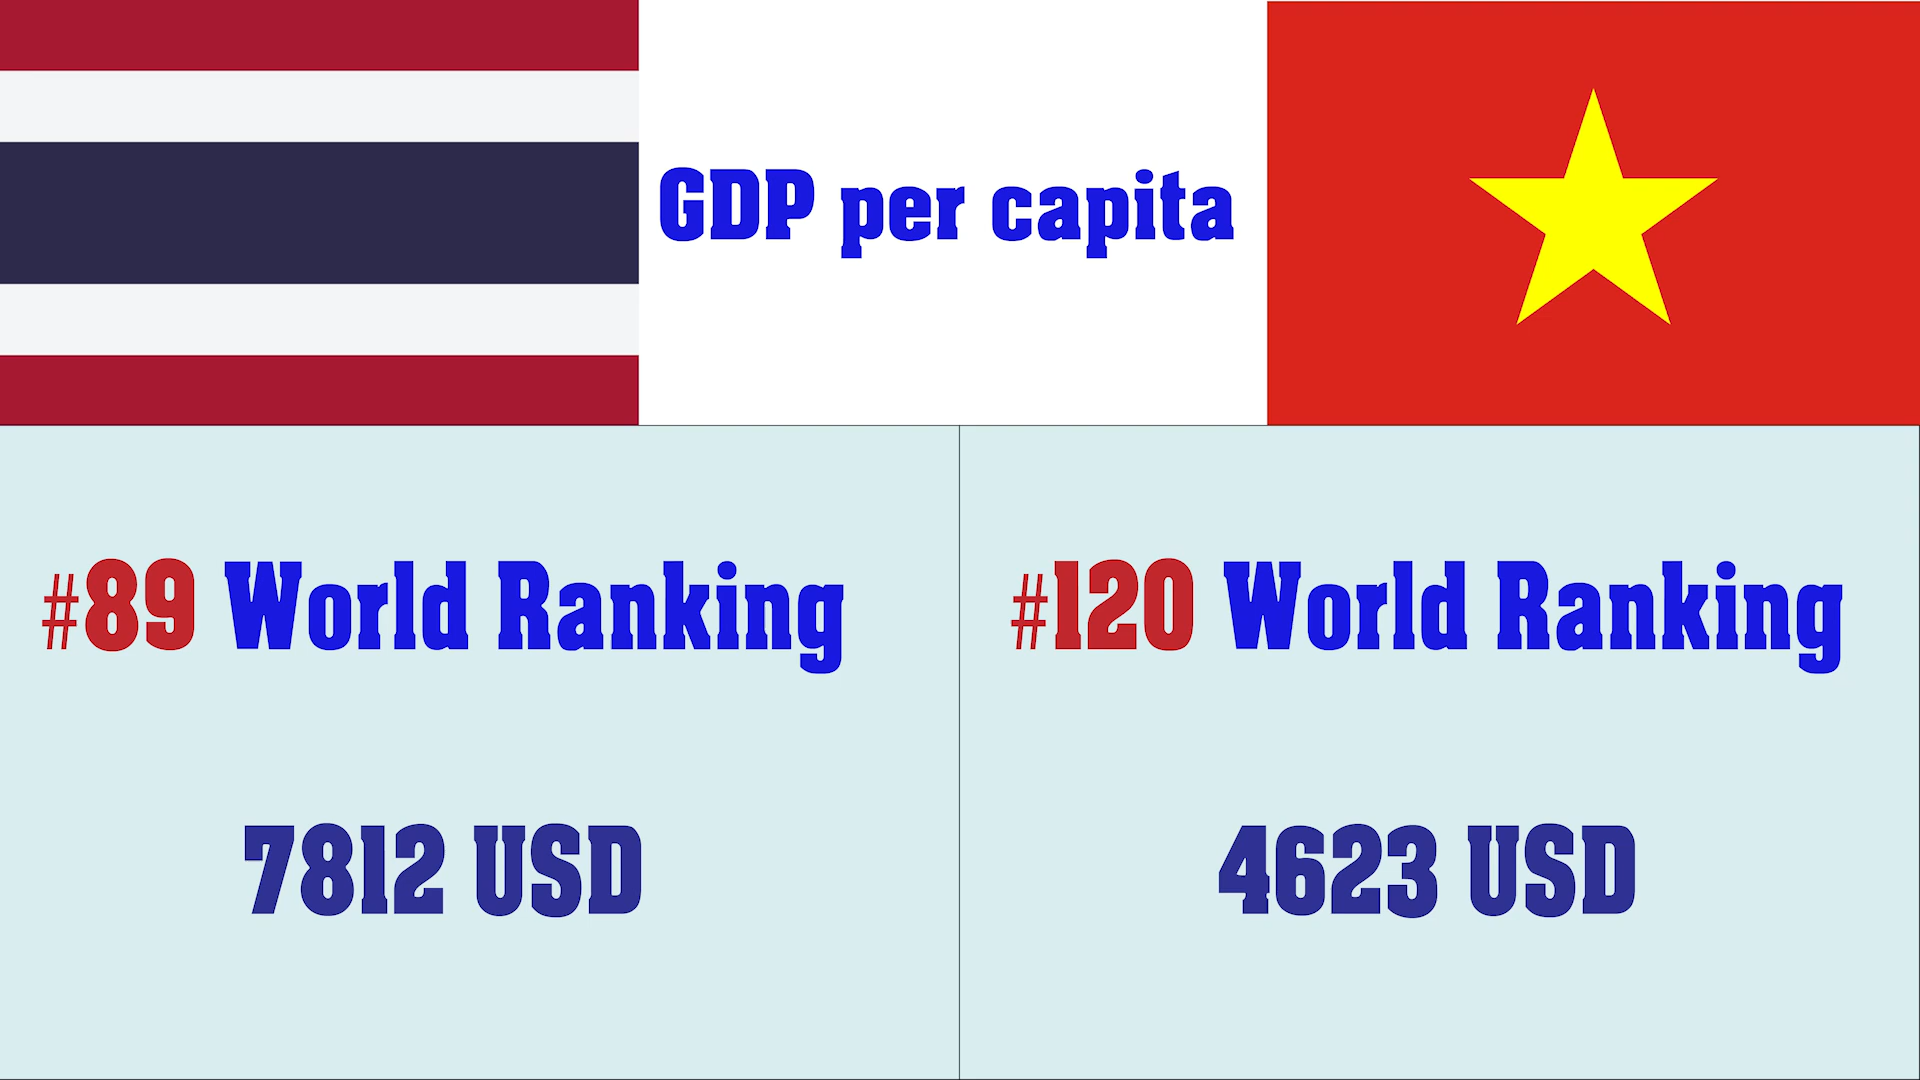 GDP per capita
#89 World Ranking
7812 USD
#120 World Ranking
4623 USD